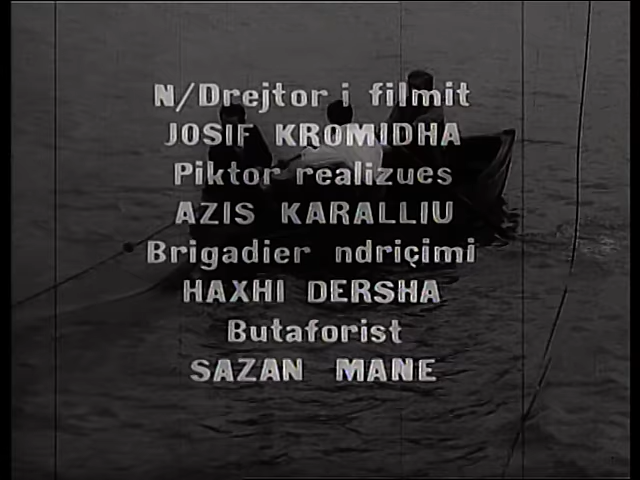 N/Drejtor i filmit
JOSIF KROMIDHA
Piktor realizues
AZIS KARALLIU
Brigadier ndriçimi
HAXHI DERSHA
Butaforist
SAZAN MANE